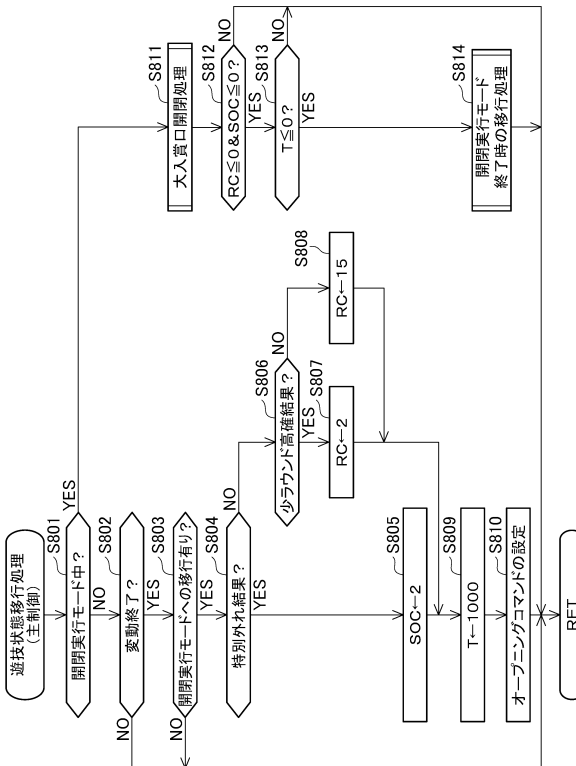 遊技状態移行処理
(主制御)
S801
開閉実行モード中？
YES
NO
S802
変動終了？
NO
YES
S803
開閉実行モードへの移行有り？
NO
YES
S804
特別外れ結果？
NO
YES
S805
SOC←2
S806
少ラウンド高確結果？
NO
YES
S807
RC←2
S808
RC←15
S809
T←1000
S810
オープニングコマンドの設定
S811
大入賞口開閉処理
S812
RC≦0&SOC≦0？
NO
YES
S813
T≦0？
NO
YES
S814
開閉実行モード
終了時の移行処理
RET